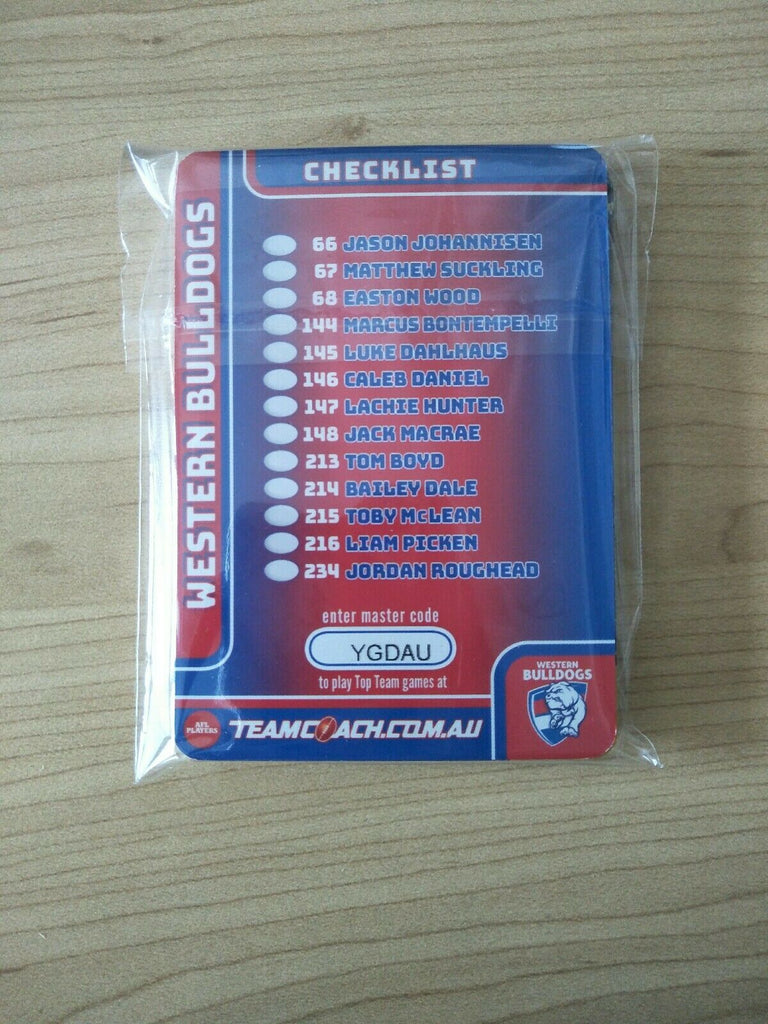 CHECKLIST
WESTERN BULLDOGS
66 JASON JOHANNISEN
67 MATTHEW SUCKLING
68 EASTON WOOD
144 MARCUS BONTEMPELLI
145 LUKE DAHLHAUS
146 CALEB DANIEL
147 LACHIE HUNTER
148 JACK MACRAE
213 TOM BOYD
214 BAILEY DALE
215 TOBY McLEAN
216 LIAM PICKEN
234 JORDAN ROUGHEAD
enter master code
YGDAU
to play Top Team games at
AFL
PLAYERS
TEAMCOACH.COM.AU
WESTERN
BULLDOGS